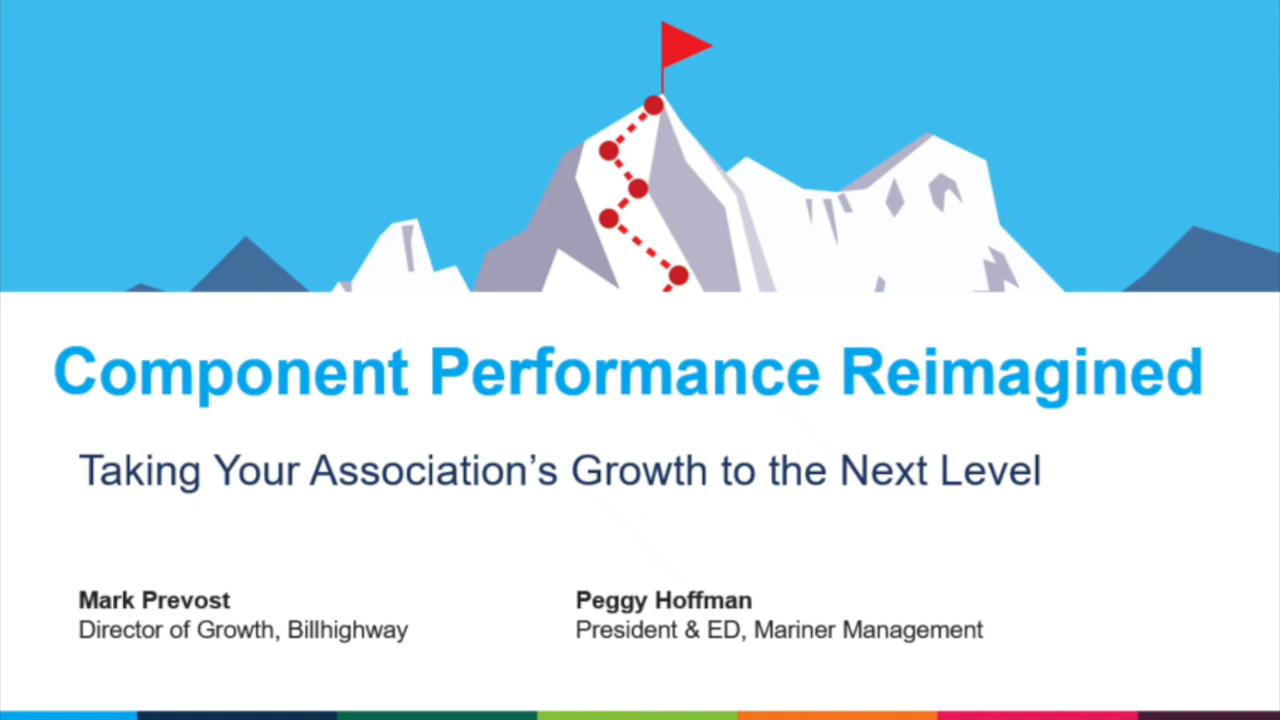 Component Performance Reimagined
Taking Your Association’s Growth to the Next Level
Mark Prevost
Director of Growth, Billhighway
Peggy Hoffman
President & ED, Mariner Management